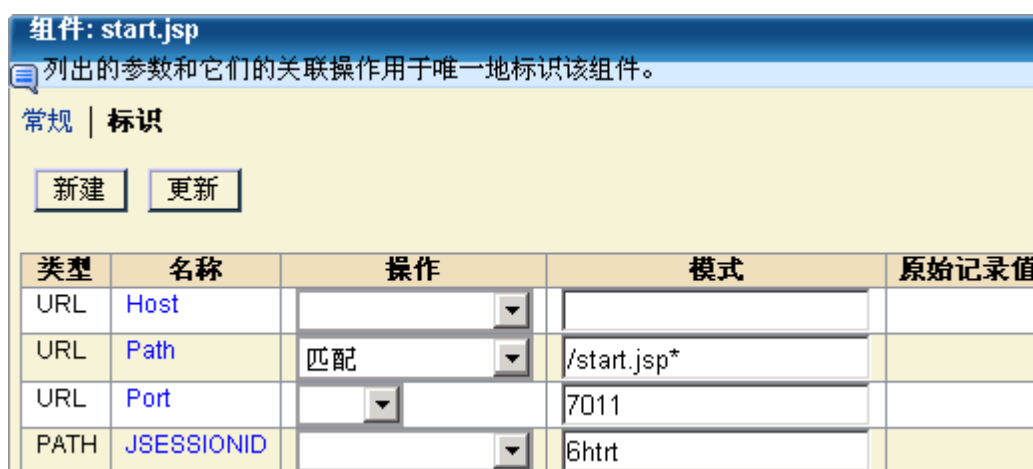 组件: start.jsp
列出的参数和它们的关联操作用于唯一地标识该组件。
常规 | 标识
新建 更新
类型 名称 操作 模式 原始记录值
URL Host
URL Path 匹配 /start.jsp*
URL Port 7011
PATH JSESSIONID 6htrt